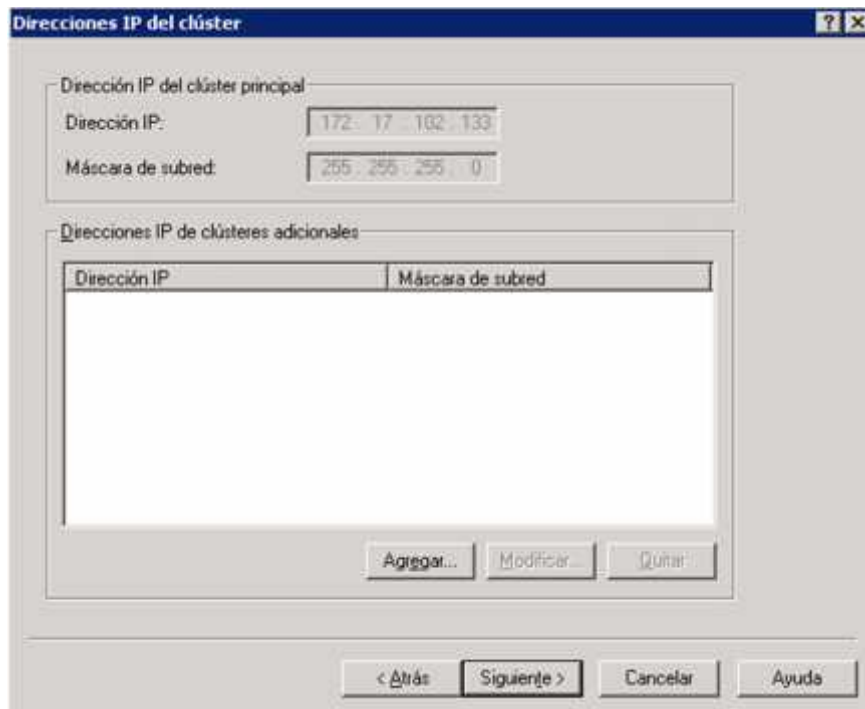 Direcciones IP del clúster
Dirección IP del clúster principal
Dirección IP: 172 . 17 . 102 . 133
Máscara de subred: 255 . 255 . 255 . 0
Direcciones IP de clústeres adicionales
Dirección IP Máscara de subred
Agregar... Modificar... Quitar
< Atrás Siguiente > Cancelar Ayuda